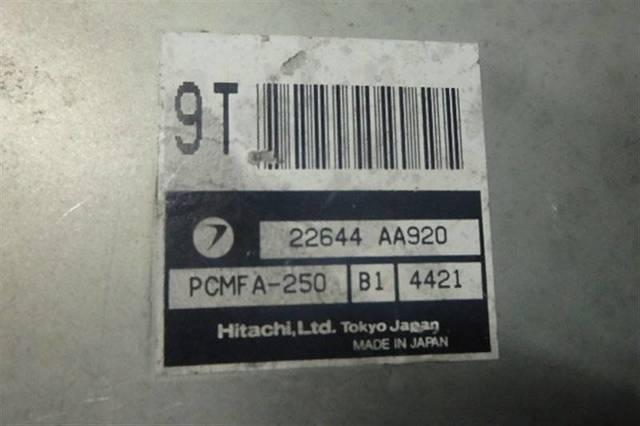 9T
22644 AA920
PCMFA-250 B1 4421
Hitachi,Ltd. Tokyo Japan
MADE IN JAPAN